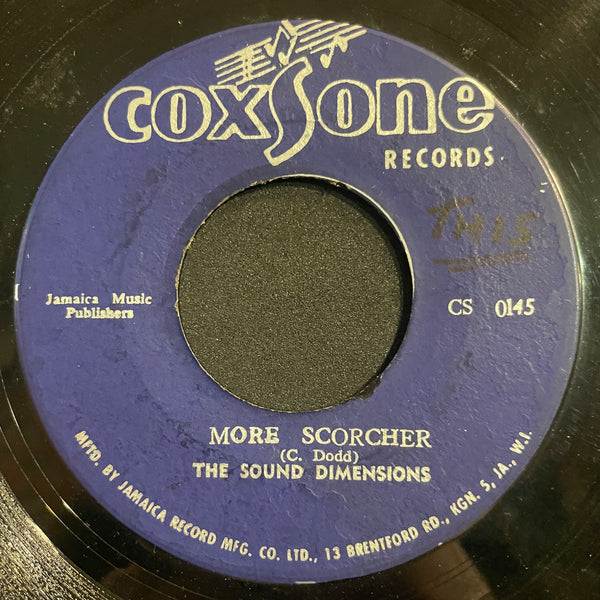 coxsone
RECORDS
THIS
Jamaica Music
Publishers
CS 0145
MORE SCORCHER
(C. Dodd)
THE SOUND DIMENSIONS
MFTD. BY JAMAICA RECORD MFG. CO. LTD., 13 BRENTFORD RD., KGN. 5, JA., W.I.